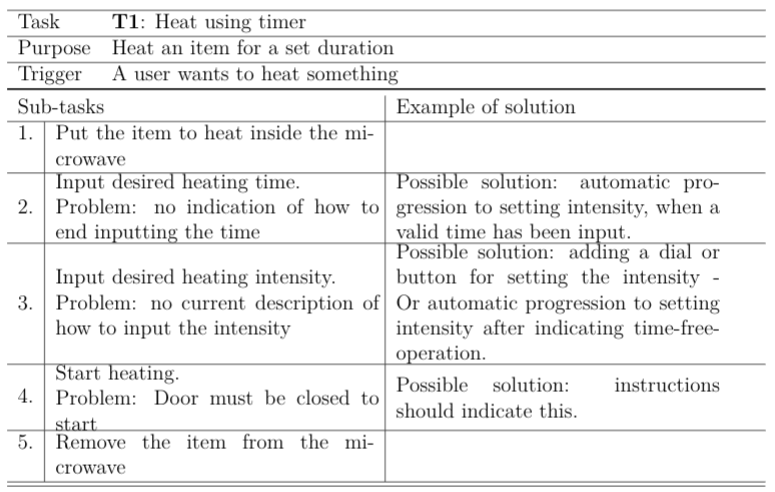 Task T1: Heat using timer
Purpose Heat an item for a set duration
Trigger A user wants to heat something
Sub-tasks Example of solution
1. Put the item to heat inside the mi-
crowave
2. Input desired heating time.
Problem: no indication of how to
end inputting the time
Possible solution: automatic pro-
gression to setting intensity, when a
valid time has been input.
3. Input desired heating intensity.
Problem: no current description of
how to input the intensity
Possible solution: adding a dial or
button for setting the intensity -
Or automatic progression to setting
intensity after indicating time-free-
operation.
4. Start heating.
Problem: Door must be closed to
start
Possible solution: instructions
should indicate this.
5. Remove the item from the mi-
crowave